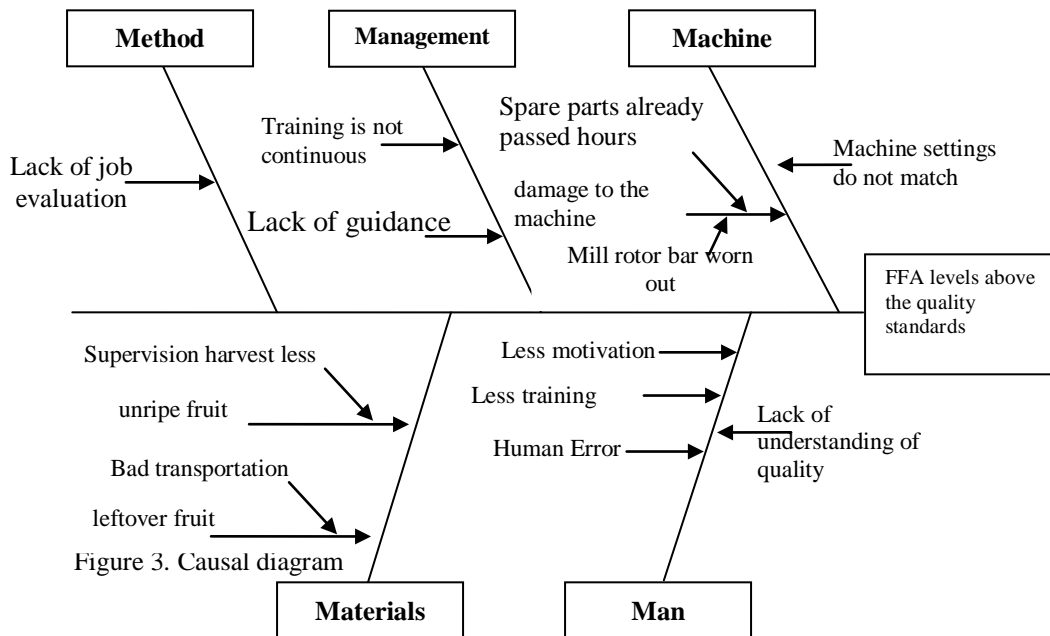 Method
Management
Machine
Spare parts already
passed hours
Training is not
continuous
Machine settings
do not match
Lack of job
evaluation
damage to the
machine
Lack of guidance
Mill rotor bar worn
out
FFA levels above
the quality
standards
Supervision harvest less
Less motivation
unripe fruit
Less training
Lack of
understanding of
quality
Human Error
Bad transportation
leftover fruit
Figure 3. Causal diagram
Materials
Man